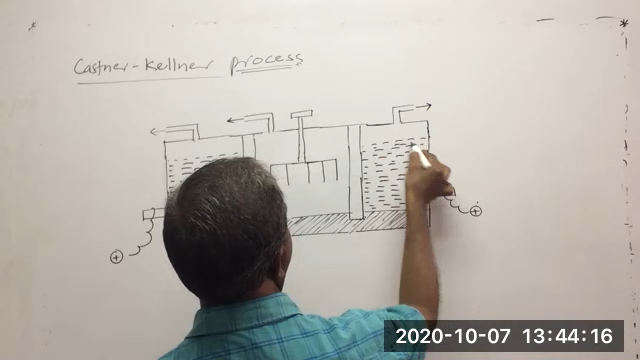 Castner-Kellner process
+
+
2020-10-07 13:44:16